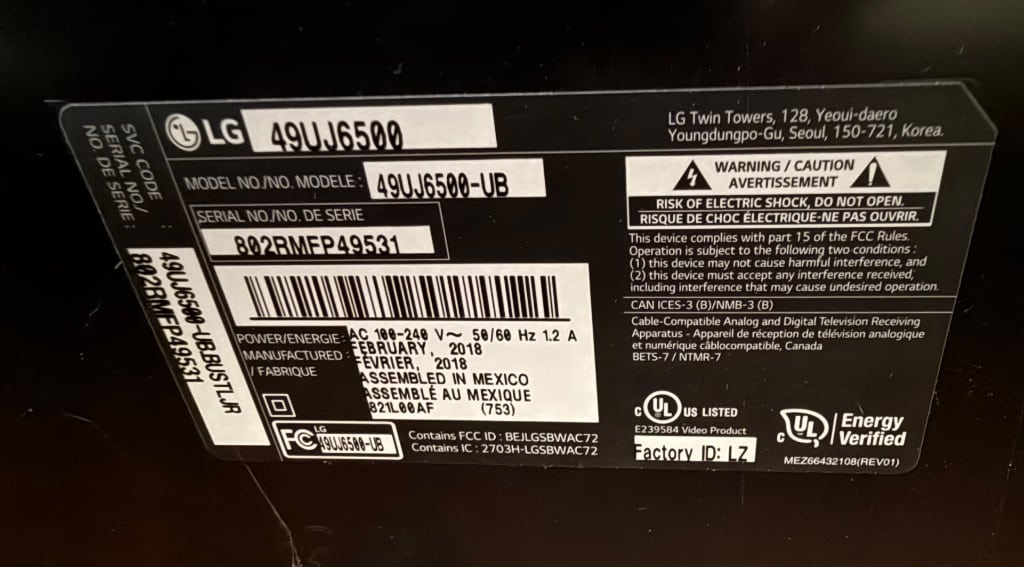 LG 49UJ6500
MODEL NO./NO. MODELE : 49UJ6500-UB
SERIAL NO./NO. DE SERIE
802RMFP49531
POWER/ENERGIE : AC 100-240 V~ 50/60 Hz 1.2 A
MANUFACTURED : FEBRUARY, 2018
/ FABRIQUE FÉVRIER, 2018
ASSEMBLED IN MEXICO
ASSEMBLÉ AU MEXIQUE
821L00AF (753)
FC LG
49UJ6500-UB
Contains FCC ID : BEJLGSBWAC72
Contains IC : 2703H-LGSBWAC72
SVC CODE :
SERIAL NO./
NO. DE SÉRIE :
49UJ6500-UB.BUSTLJR
802RMFP49531
LG Twin Towers, 128, Yeoui-daero
Youngdungpo-Gu, Seoul, 150-721, Korea.
WARNING / CAUTION
AVERTISSEMENT
RISK OF ELECTRIC SHOCK, DO NOT OPEN.
RISQUE DE CHOC ÉLECTRIQUE-NE PAS OUVRIR.
This device complies with part 15 of the FCC Rules.
Operation is subject to the following two conditions :
(1) this device may not cause harmful interference, and
(2) this device must accept any interference received,
including interference that may cause undesired operation.
CAN ICES-3 (B)/NMB-3 (B)
Cable-Compatible Analog and Digital Television Receiving
Apparatus - Appareil de réception de télévision analogique
et numérique câblocompatible, Canada
BETS-7 / NTMR-7
c UL US LISTED
E239584 Video Product
Factory ID: LZ
c UL Energy
Verified
MEZ66432108(REV01)